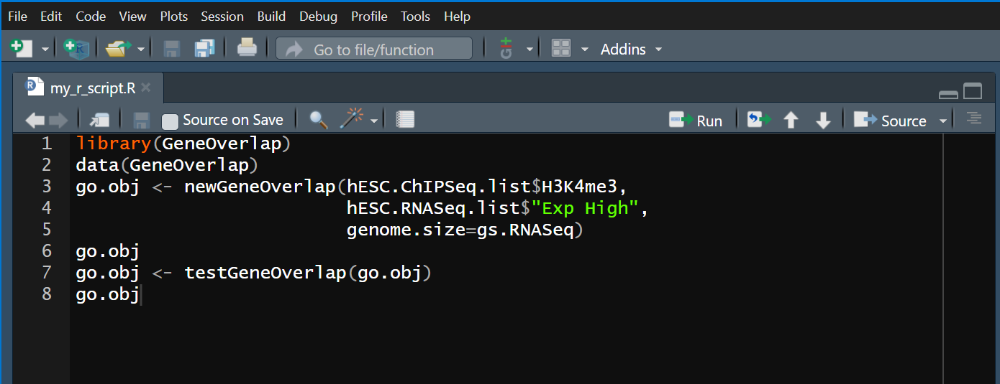 File Edit Code View Plots Session Build Debug Profile Tools Help
Go to file/function Git Addins
my_r_script.R
Source on Save Run Source
1 library(GeneOverlap)
2 data(GeneOverlap)
3 go.obj <- newGeneOverlap(hESC.ChIPSeq.list$H3K4me3,
4 hESC.RNASeq.list$"Exp High",
5 genome.size=gs.RNASeq)
6 go.obj
7 go.obj <- testGeneOverlap(go.obj)
8 go.obj